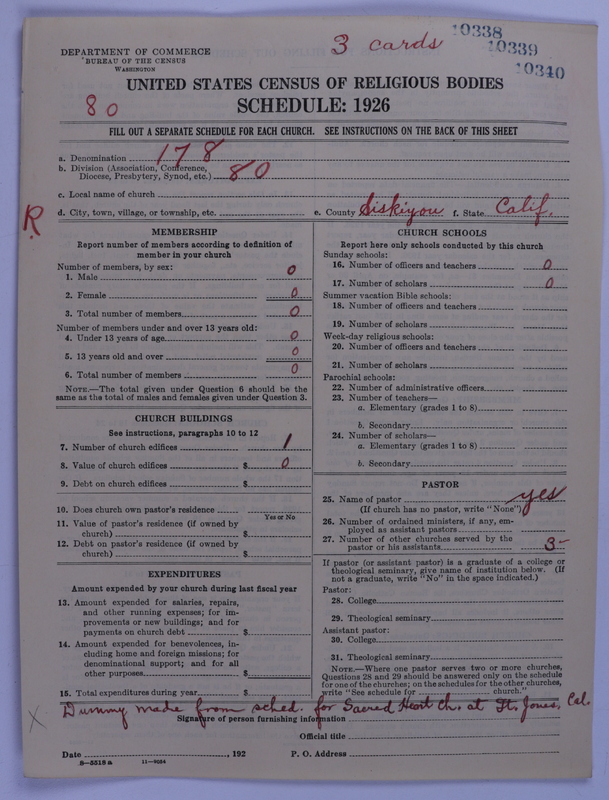 3 cards
10338
10339
10340
DEPARTMENT OF COMMERCE
BUREAU OF THE CENSUS
WASHINGTON
UNITED STATES CENSUS OF RELIGIOUS BODIES
80
SCHEDULE: 1926
FILL OUT A SEPARATE SCHEDULE FOR EACH CHURCH. SEE INSTRUCTIONS ON THE BACK OF THIS SHEET
a. Denomination 178
b. Division (Association, Conference,
Diocese, Presbytery, Synod, etc.) 80
c. Local name of church
R
d. City, town, village, or township, etc. e. County Siskiyou f. State Calif.
MEMBERSHIP
Report number of members according to definition of
member in your church
Number of members, by sex:
1. Male 0
2. Female 0
3. Total number of members 0
Number of members under and over 13 years old:
4. Under 13 years of age 0
5. 13 years old and over 0
6. Total number of members 0
NOTE.—The total given under Question 6 should be the
same as the total of males and females given under Question 3.
CHURCH BUILDINGS
See instructions, paragraphs 10 to 12
7. Number of church edifices 1
8. Value of church edifices $ 0
9. Debt on church edifices $
10. Does church own pastor's residence
Yes or No
11. Value of pastor's residence (if owned by
church) $
12. Debt on pastor's residence (if owned by
church) $
EXPENDITURES
Amount expended by your church during last fiscal year
13. Amount expended for salaries, repairs,
and other running expenses; for im-
provements or new buildings; and for
payments on church debt $
14. Amount expended for benevolences, in-
cluding home and foreign missions; for
denominational support; and for all
other purposes $
15. Total expenditures during year $
CHURCH SCHOOLS
Report here only schools conducted by this church
Sunday schools:
16. Number of officers and teachers 0
17. Number of scholars 0
Summer vacation Bible schools:
18. Number of officers and teachers
19. Number of scholars
Week-day religious schools:
20. Number of officers and teachers
21. Number of scholars
Parochial schools:
22. Number of administrative officers
23. Number of teachers—
a. Elementary (grades 1 to 8)
b. Secondary
24. Number of scholars—
a. Elementary (grades 1 to 8)
b. Secondary
PASTOR
25. Name of pastor yes
(If church has no pastor, write "None")
26. Number of ordained ministers, if any, em-
ployed as assistant pastors
27. Number of other churches served by the
pastor or his assistants 3-
If pastor (or assistant pastor) is a graduate of a college or
theological seminary, give name of institution below. (If
not a graduate, write "No" in the space indicated.)
Pastor:
28. College
29. Theological seminary
Assistant pastor:
30. College
31. Theological seminary
NOTE.—Where one pastor serves two or more churches,
Questions 28 and 29 should be answered only on the schedule
for one of the churches; on the schedules for the other churches,
write "See schedule for church."
Dummy made from sched. for Sacred Heart Ch. at Ft. Jones, Cal.
X
Signature of person furnishing information
Official title
Date , 192 P. O. Address
8—5518a 11—9034